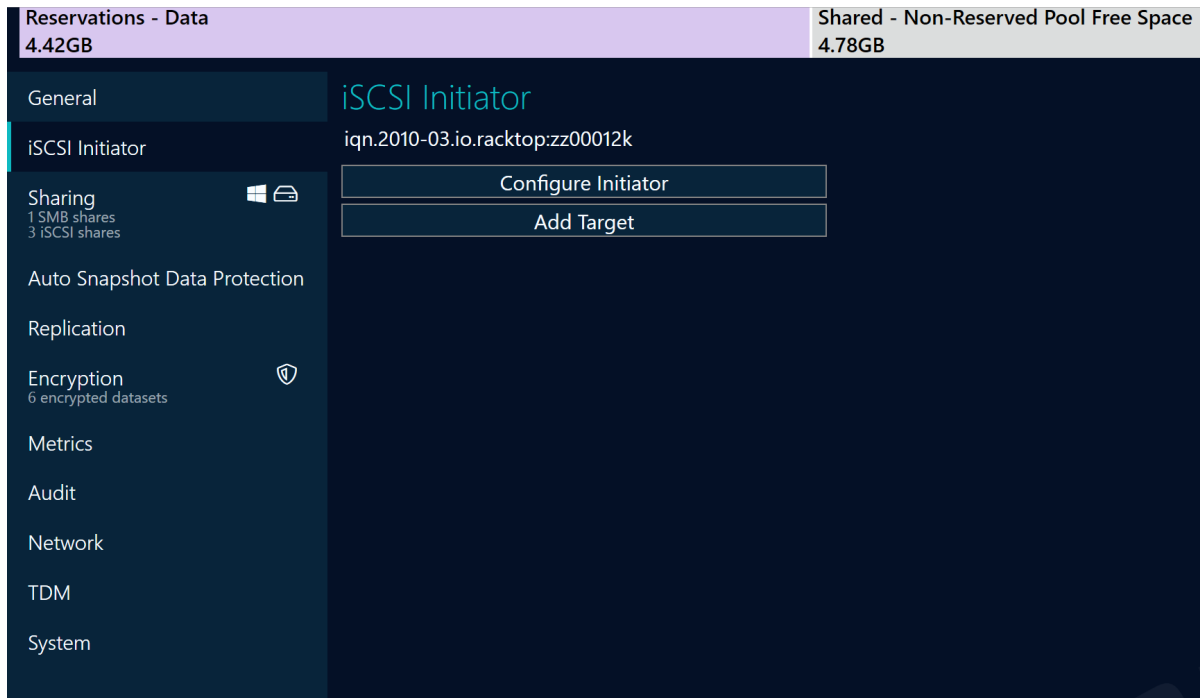 Reservations - Data
4.42GB
Shared - Non-Reserved Pool Free Space
4.78GB
General
iSCSI Initiator
Sharing
1 SMB shares
3 iSCSI shares
Auto Snapshot Data Protection
Replication
Encryption
6 encrypted datasets
Metrics
Audit
Network
TDM
System
iSCSI Initiator
iqn.2010-03.io.racktop:zz00012k
Configure Initiator
Add Target